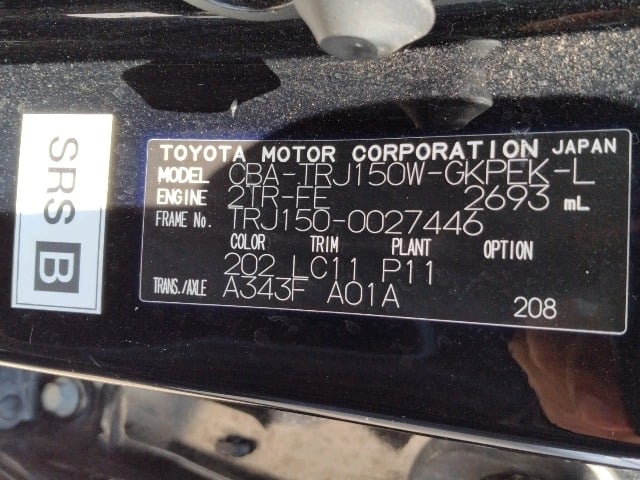 SRS B
TOYOTA MOTOR CORPORATION JAPAN
MODEL CBA-TRJ150W-GKPEK-L
ENGINE 2TR-FE 2693 mL
FRAME No. TRJ150-0027446
COLOR TRIM PLANT OPTION
202 LC11 P11
TRANS./AXLE A343F A01A
208